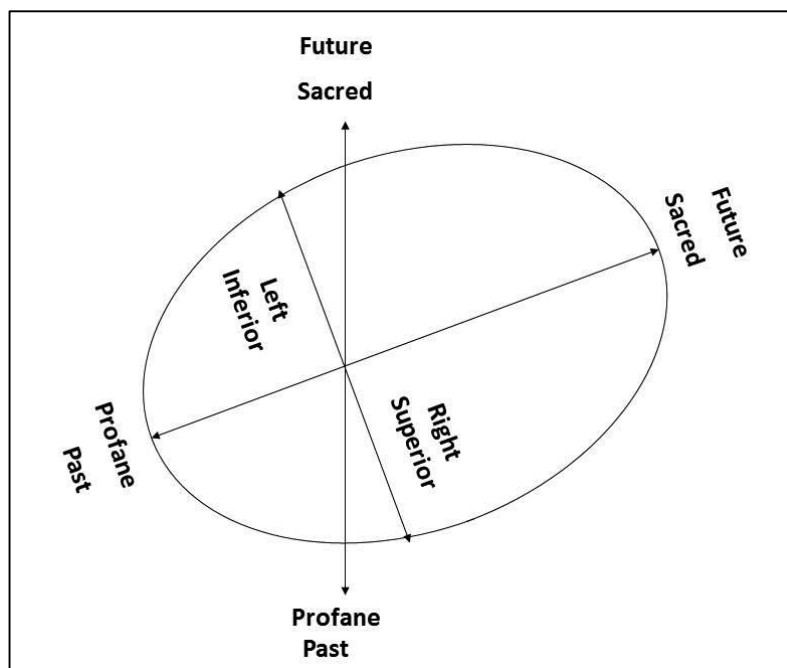 Future
Sacred
Future
Sacred
Left
Inferior
Right
Superior
Profane
Past
Profane
Past